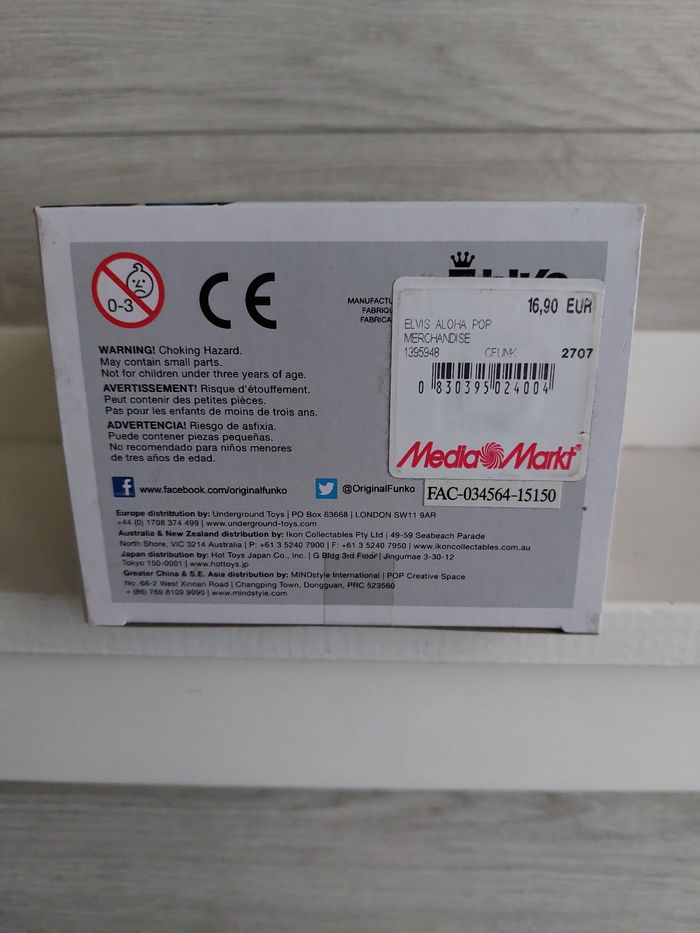 0-3
CE
MANUFACTU
FABRIQU
FABRICA
WARNING! Choking Hazard.
May contain small parts.
Not for children under three years of age.
AVERTISSEMENT! Risque d'étouffement.
Peut contenir des petites pièces.
Pas pour les enfants de moins de trois ans.
ADVERTENCIA! Riesgo de asfixia.
Puede contener piezas pequeñas.
No recomendado para niños menores
de tres años de edad.
16,90 EUR
ELVIS ALOHA POP
MERCHANDISE
1395948 CFUNK 2707
0 830395 024004
Media Markt
www.facebook.com/originalfunko @OriginalFunko FAC-034564-15150
Europe distribution by: Underground Toys | PO Box 63668 | LONDON SW11 9AR
+44 (0) 1708 374 499 | www.underground-toys.com
Australia & New Zealand distribution by: Ikon Collectables Pty Ltd | 49-59 Seabeach Parade
North Shore, VIC 3214 Australia | P: +61 3 5240 7900 | F: +61 3 5240 7950 | www.ikoncollectables.com.au
Japan distribution by: Hot Toys Japan Co., Inc. | G Bldg 3rd Floor | Jingumae 3-30-12
Tokyo 150-0001 | www.hottoys.jp
Greater China & S.E. Asia distribution by: MINDstyle International | POP Creative Space
No. 68-2 West Xinnan Road | Changping Town, Dongguan, PRC 523560
+ (86) 769 8109 9090 | www.mindstyle.com